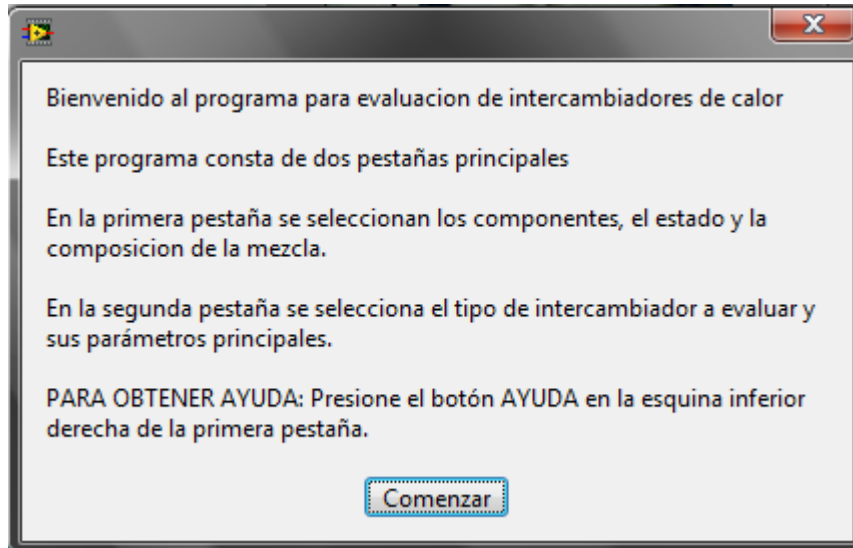 Bienvenido al programa para evaluacion de intercambiadores de calor
Este programa consta de dos pestañas principales
En la primera pestaña se seleccionan los componentes, el estado y la
composicion de la mezcla.
En la segunda pestaña se selecciona el tipo de intercambiador a evaluar y
sus parámetros principales.
PARA OBTENER AYUDA: Presione el botón AYUDA en la esquina inferior
derecha de la primera pestaña.
Comenzar